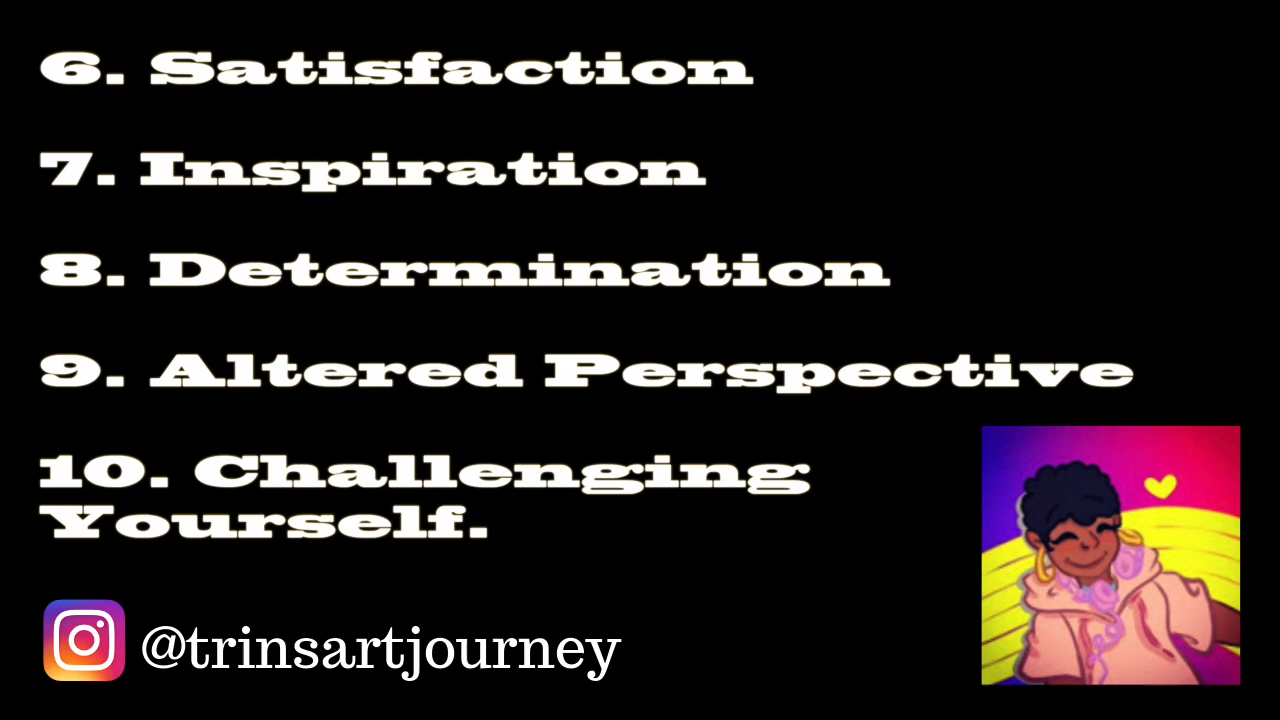 6. Satisfaction
7. Inspiration
8. Determination
9. Altered Perspective
10. Challenging
Yourself.
@trinsartjourney